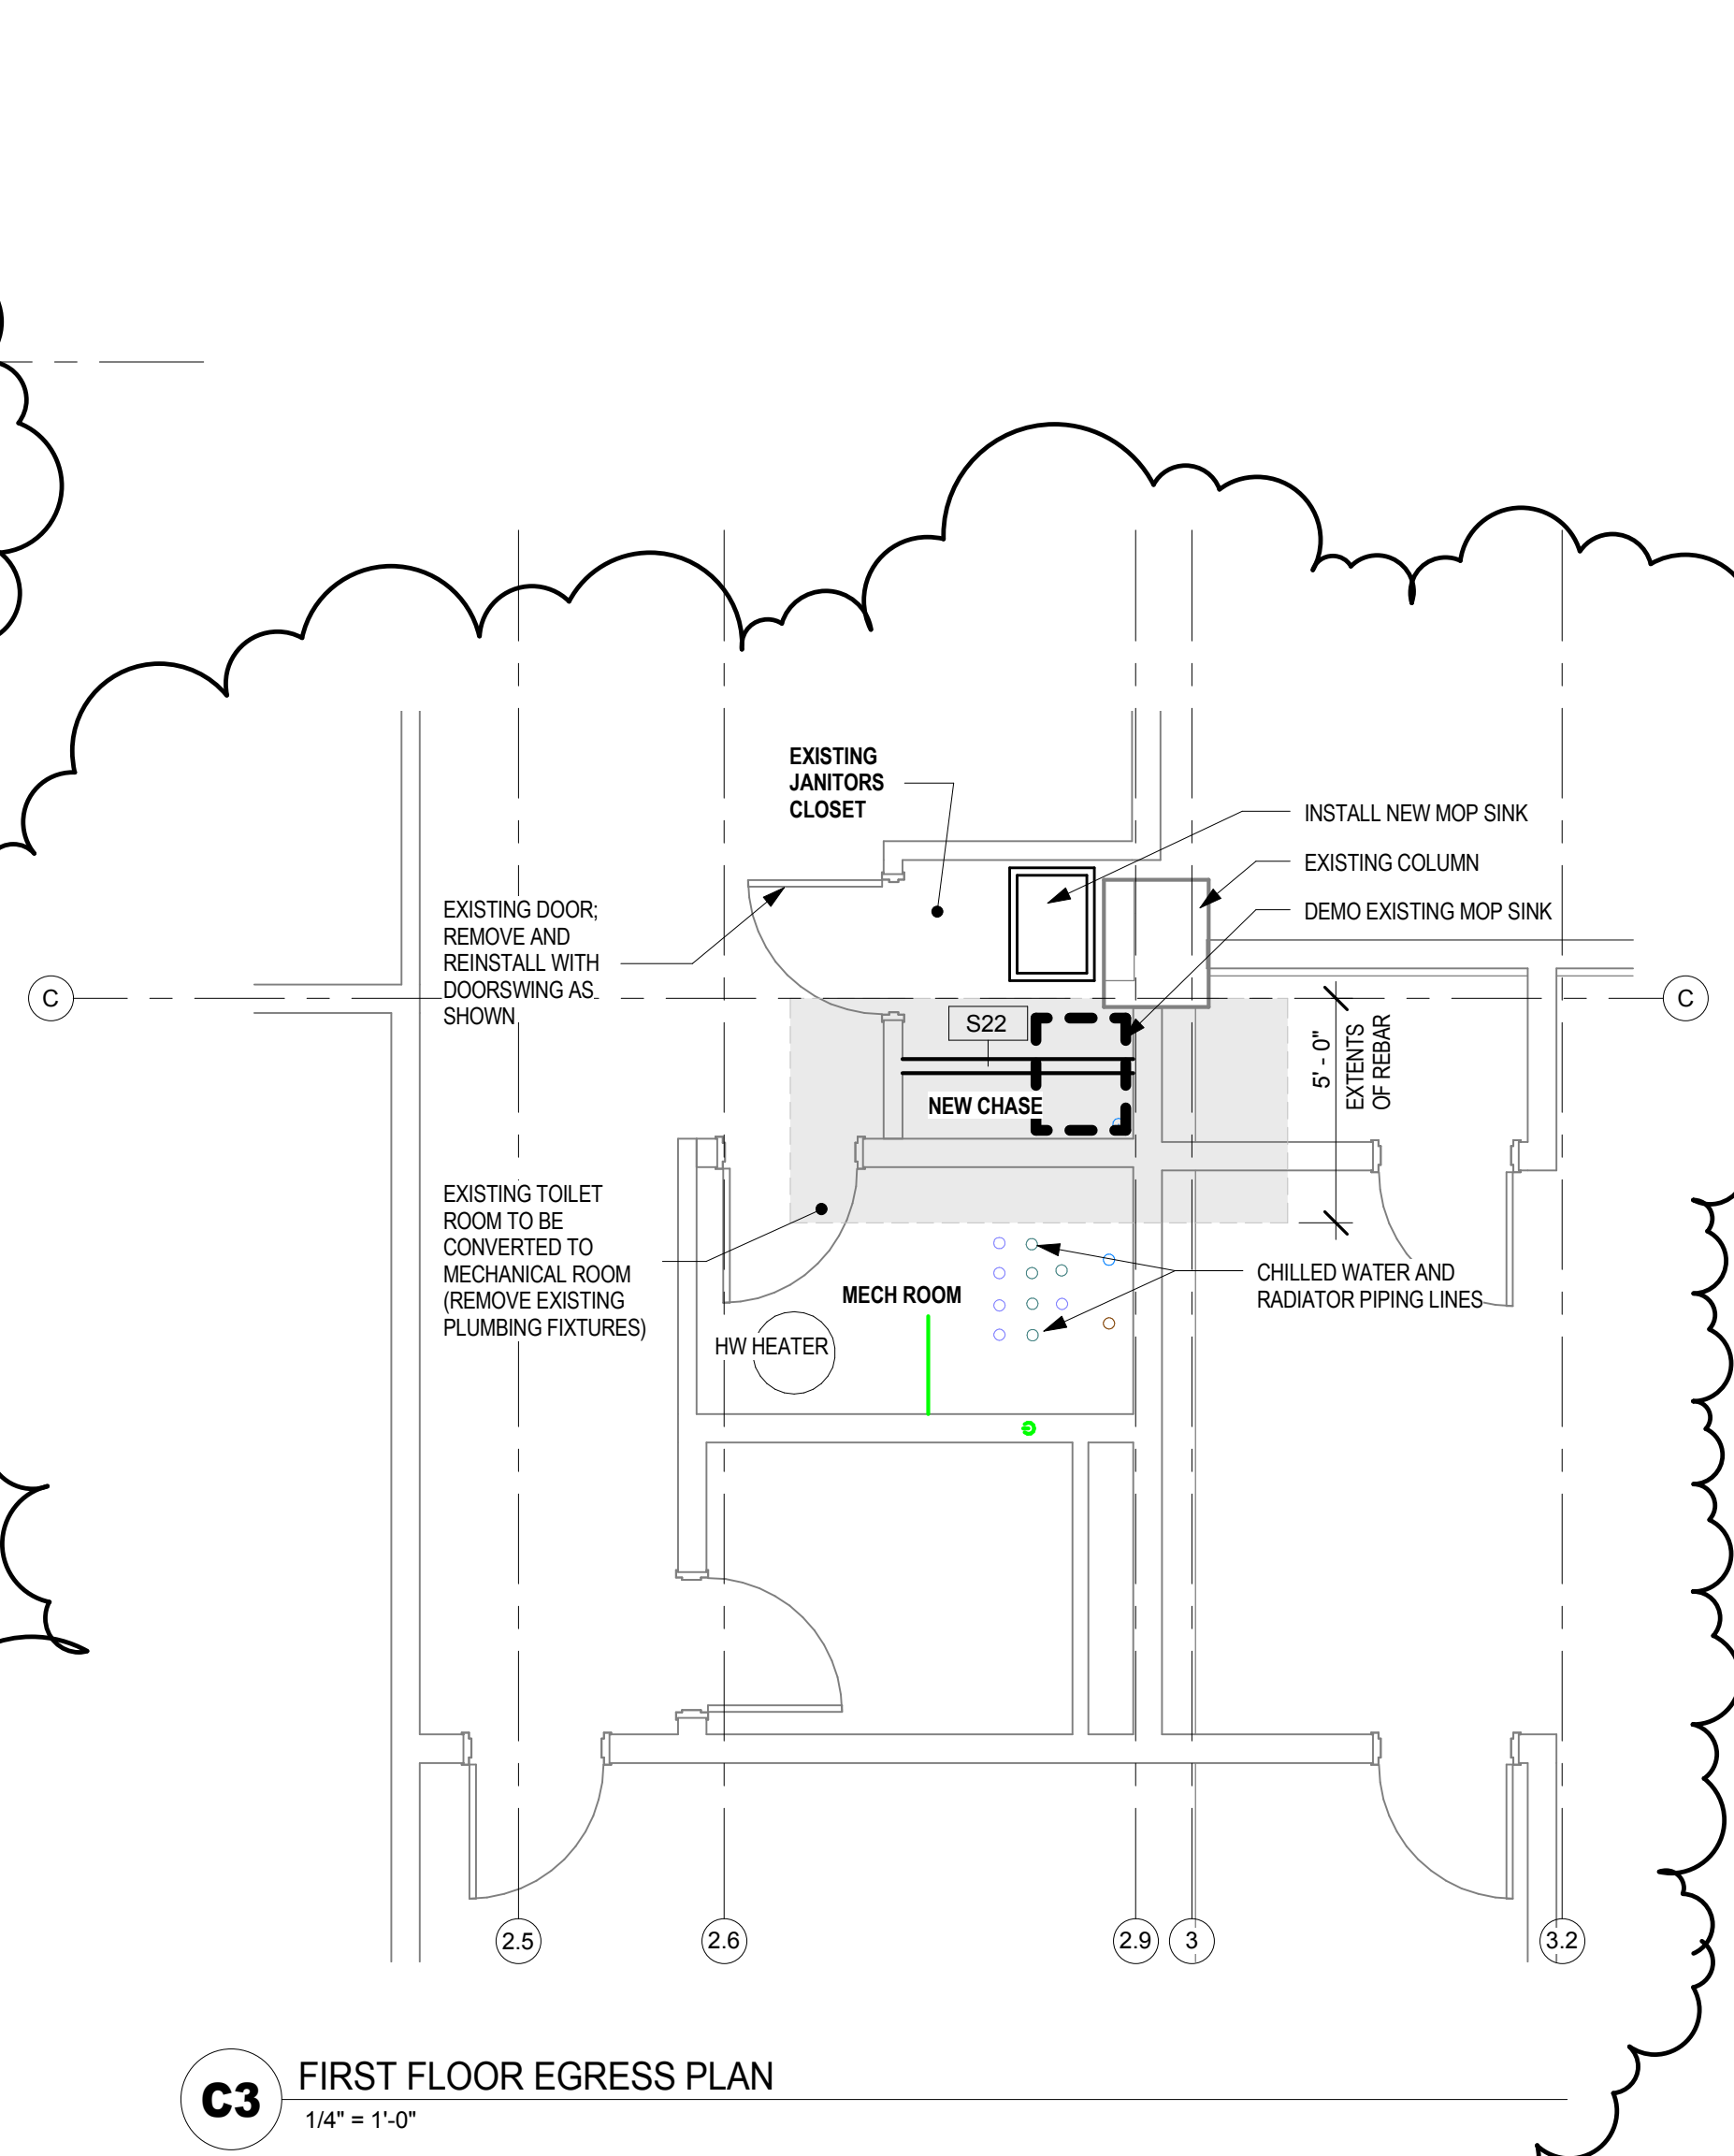 EXISTING
JANITORS
CLOSET
INSTALL NEW MOP SINK
EXISTING COLUMN
DEMO EXISTING MOP SINK
EXISTING DOOR;
REMOVE AND
REINSTALL WITH
DOORSWING AS
SHOWN
C
C
S22
5' - 0"
EXTENTS
OF REBAR
NEW CHASE
EXISTING TOILET
ROOM TO BE
CONVERTED TO
MECHANICAL ROOM
(REMOVE EXISTING
PLUMBING FIXTURES)
MECH ROOM
CHILLED WATER AND
RADIATOR PIPING LINES
HW HEATER
2.5
2.6
2.9
3
3.2
C3
FIRST FLOOR EGRESS PLAN
1/4" = 1'-0"